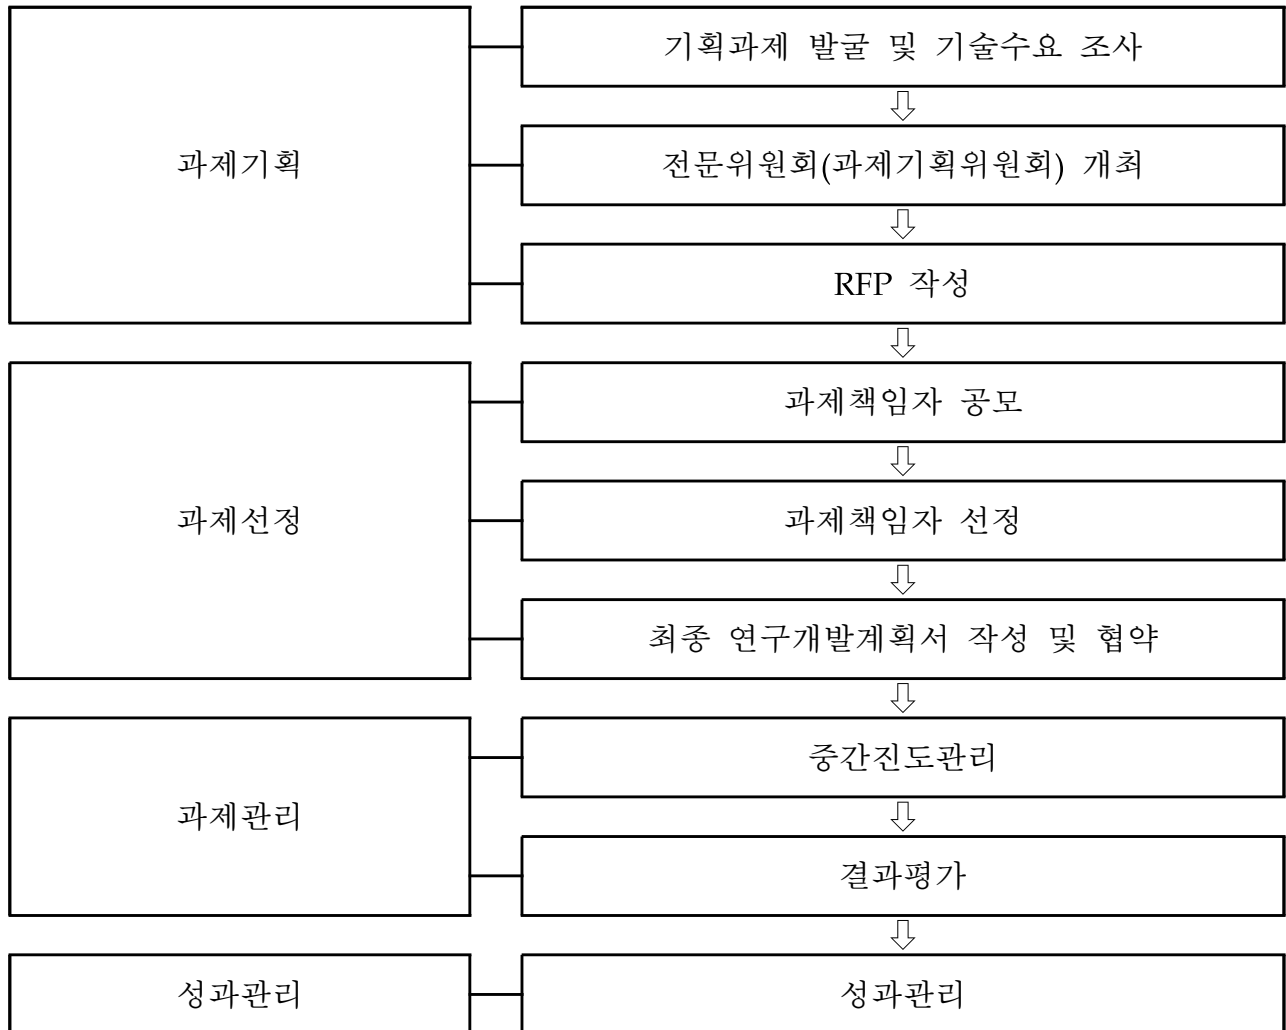 과제기획
기획과제 발굴 및 기술수요 조사
전문위원회(과제기획위원회) 개최
RFP 작성
과제선정
과제책임자 공모
과제책임자 선정
최종 연구개발계획서 작성 및 협약
과제관리
중간진도관리
결과평가
성과관리
성과관리